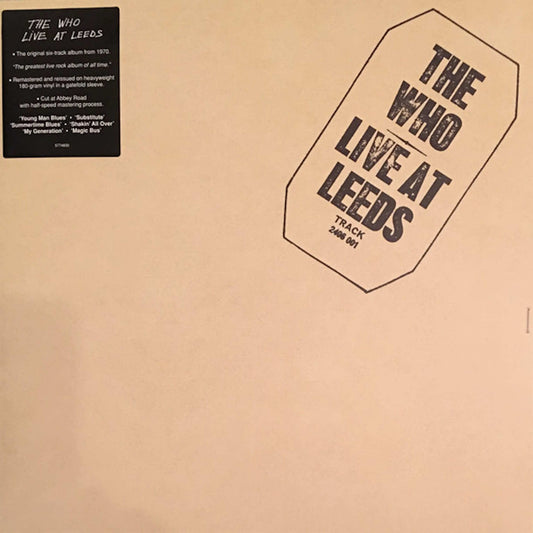 THE WHO
LiVE AT LEEDS
• The original six-track album from 1970.
"The greatest live rock album of all time."
• Remastered and reissued on heavyweight
180-gram vinyl in a gatefold sleeve.
• Cut at Abbey Road
with half-speed mastering process.
'Young Man Blues' • 'Substitute'
'Summertime Blues' • 'Shakin' All Over'
'My Generation' • 'Magic Bus'
THE
WHO
LIVE AT
LEEDS
TRACK
2406 001